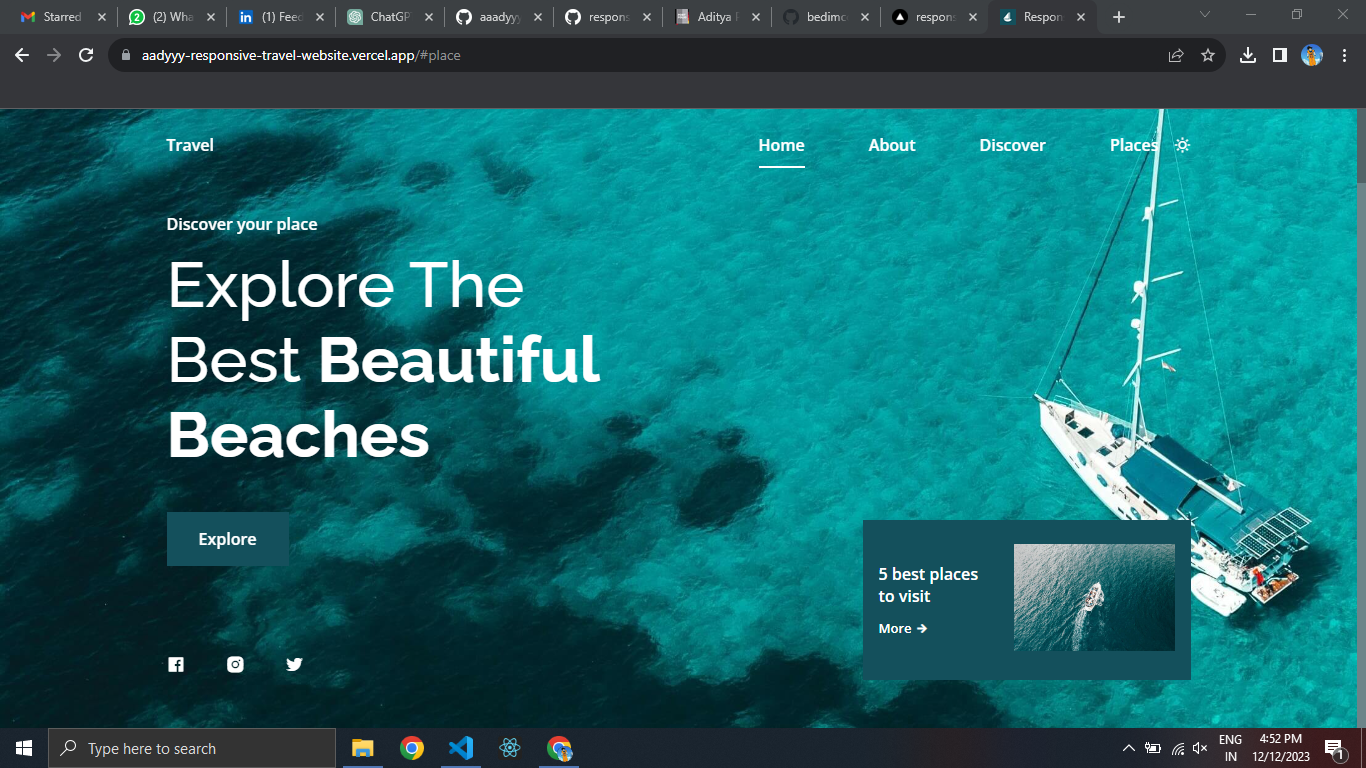 Starred
(2) Wha
(1) Feed
ChatGP
aaadyyy
respons
Aditya
bedimc
respons
Respon
aadyyy-responsive-travel-website.vercel.app/#place
Travel
Home
About
Discover
Places
Discover your place
Explore The
Best Beautiful
Beaches
Explore
5 best places
to visit
More →
Type here to search
ENG
IN
4:52 PM
12/12/2023
1